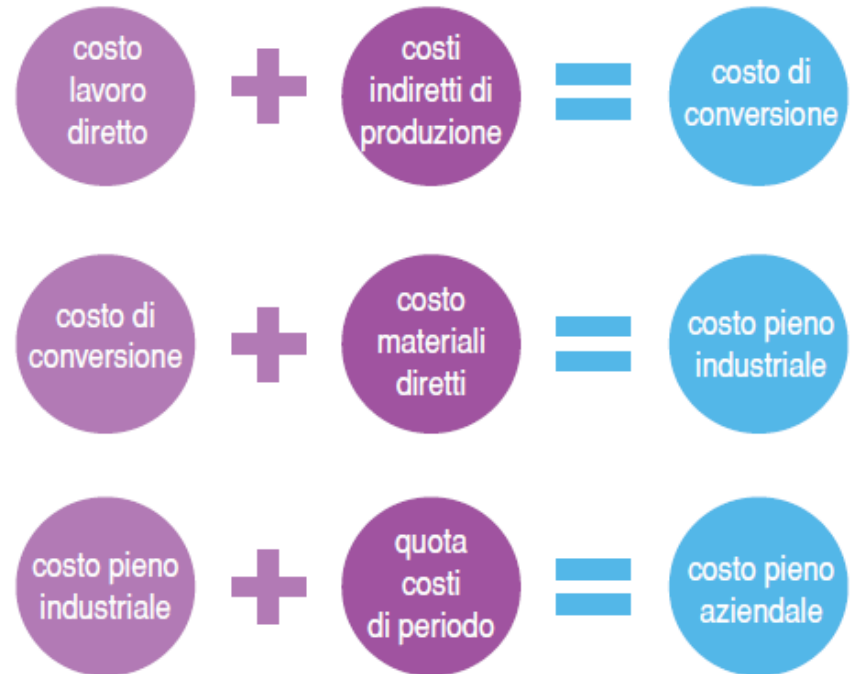 costo
lavoro
diretto
+
costi
indiretti di
produzione
=
costo di
conversione
costo di
conversione
+
costo
materiali
diretti
=
costo pieno
industriale
costo pieno
industriale
+
quota
costi
di periodo
=
costo pieno
aziendale